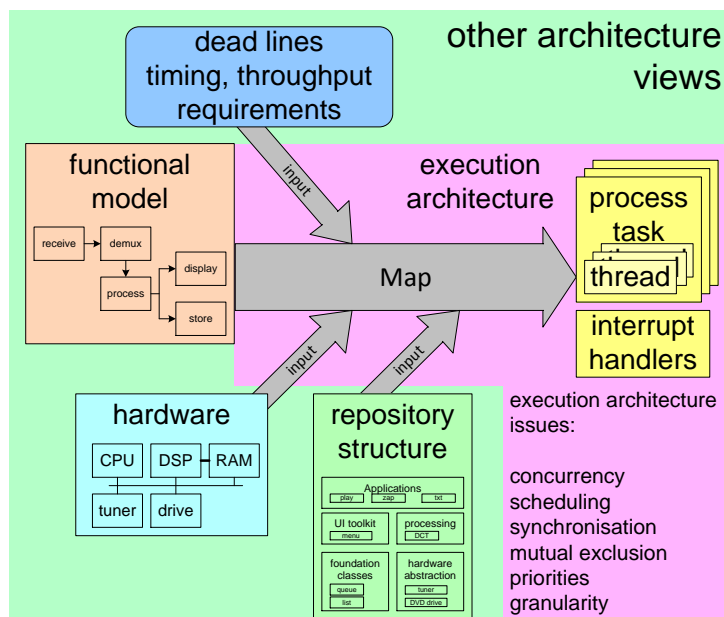 other architecture
views
dead lines
timing, throughput
requirements
input
functional
model
receive
demux
process
display
store
execution
architecture
Map
process
task
thread
interrupt
handlers
input
input
hardware
CPU
DSP
RAM
tuner
drive
repository
structure
Applications
play
zap
txt
UI toolkit
menu
processing
DCT
foundation
classes
queue
list
hardware
abstraction
tuner
DVD drive
execution architecture
issues:
concurrency
scheduling
synchronisation
mutual exclusion
priorities
granularity